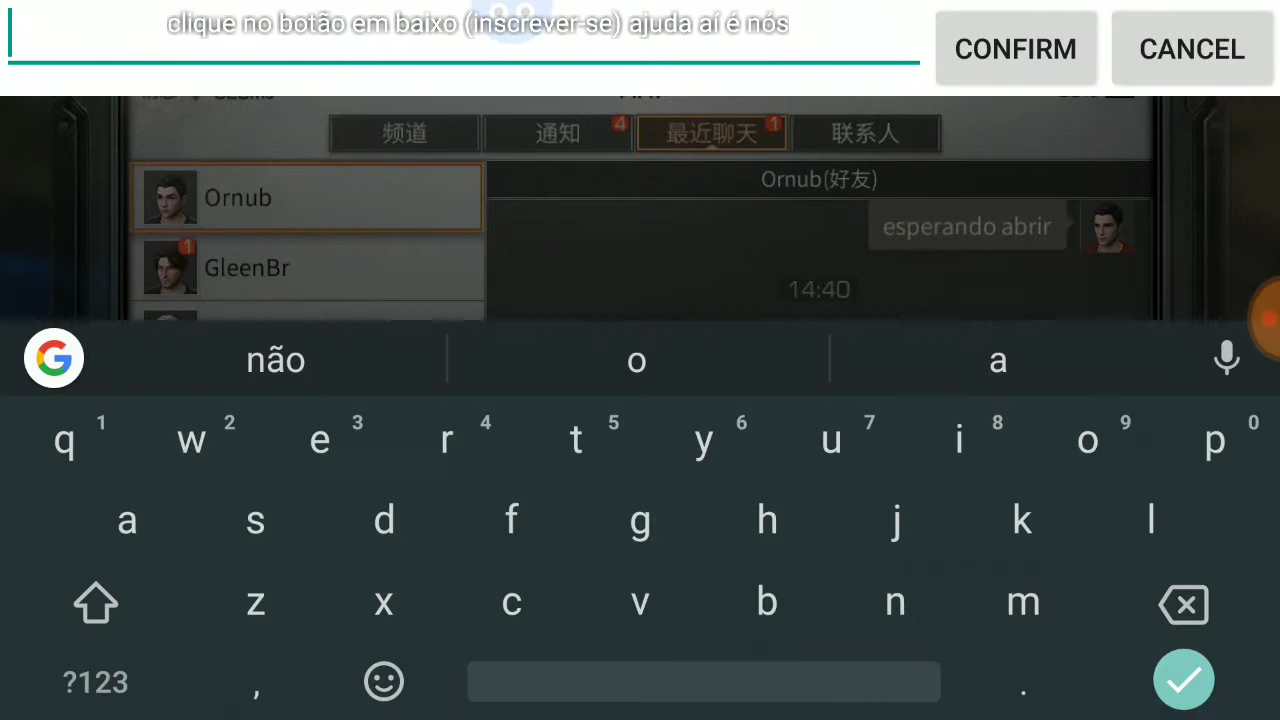 clique no botão em baixo (inscrever-se) ajuda aí é nós
CONFIRM
CANCEL
频道
通知 4
最近聊天 1
联系人
Ornub
Ornub(好友)
esperando abrir
1
GleenBr
14:40
não
o
a
q 1 w 2 e 3 r 4 t 5 y 6 u 7 i 8 o 9 p 0
a s d f g h j k l
z x c v b n m
?123 , .